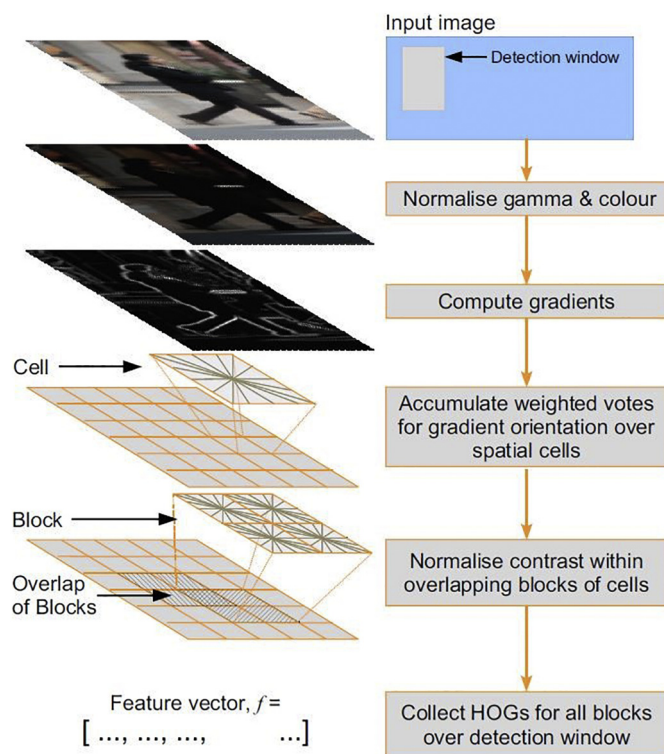 Input image
Detection window
Normalise gamma & colour
Compute gradients
Cell
Accumulate weighted votes
for gradient orientation over
spatial cells
Block
Normalise contrast within
overlapping blocks of cells
Overlap
of Blocks
Feature vector, f =
[ ..., ..., ..., ...]
Collect HOGs for all blocks
over detection window